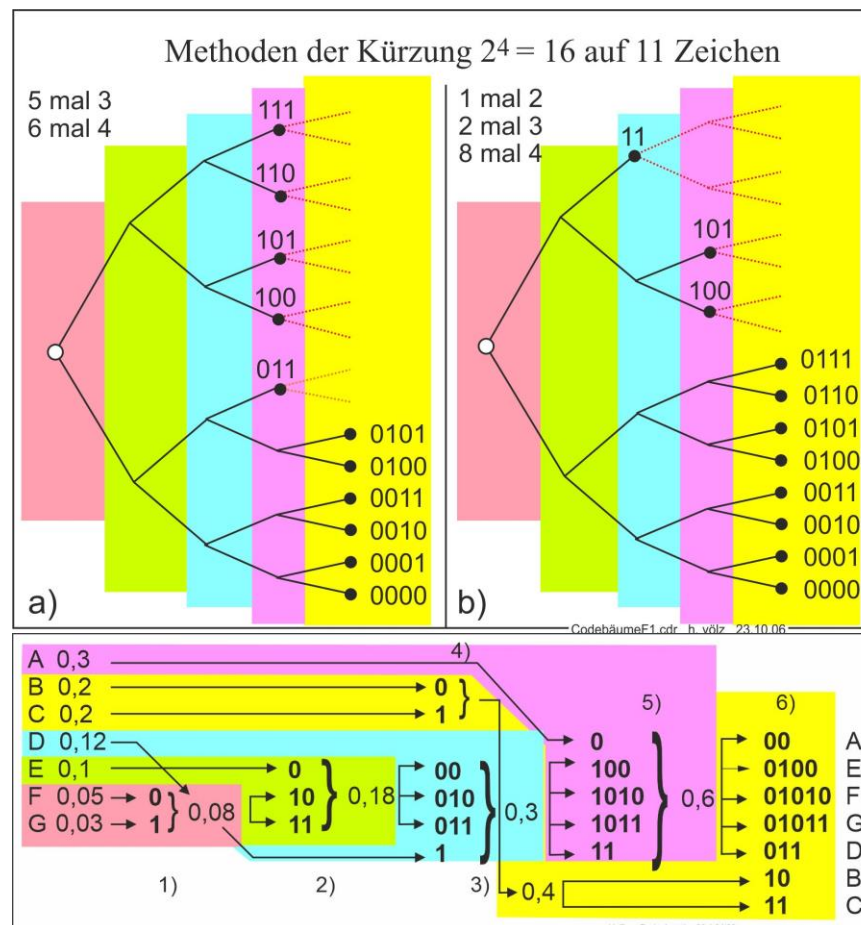 Methoden der Kürzung 2⁴ = 16 auf 11 Zeichen
5 mal 3
6 mal 4
111
110
101
100
011
0101
0100
0011
0010
0001
0000
a)
1 mal 2
2 mal 3
8 mal 4
11
101
100
0111
0110
0101
0100
0011
0010
0001
0000
b)
CodebäumeF1.cdr h. völz 23.10.06
A 0,3
B 0,2
C 0,2
D 0,12
E 0,1
F 0,05
G 0,03
0
1
0,08
1)
0
10
11
0,18
2)
00
010
011
1
0,3
3)
4)
0
1
0,4
5)
0
100
1010
1011
11
0,6
6)
00 A
0100 E
01010 F
01011 G
011 D
10 B
11 C